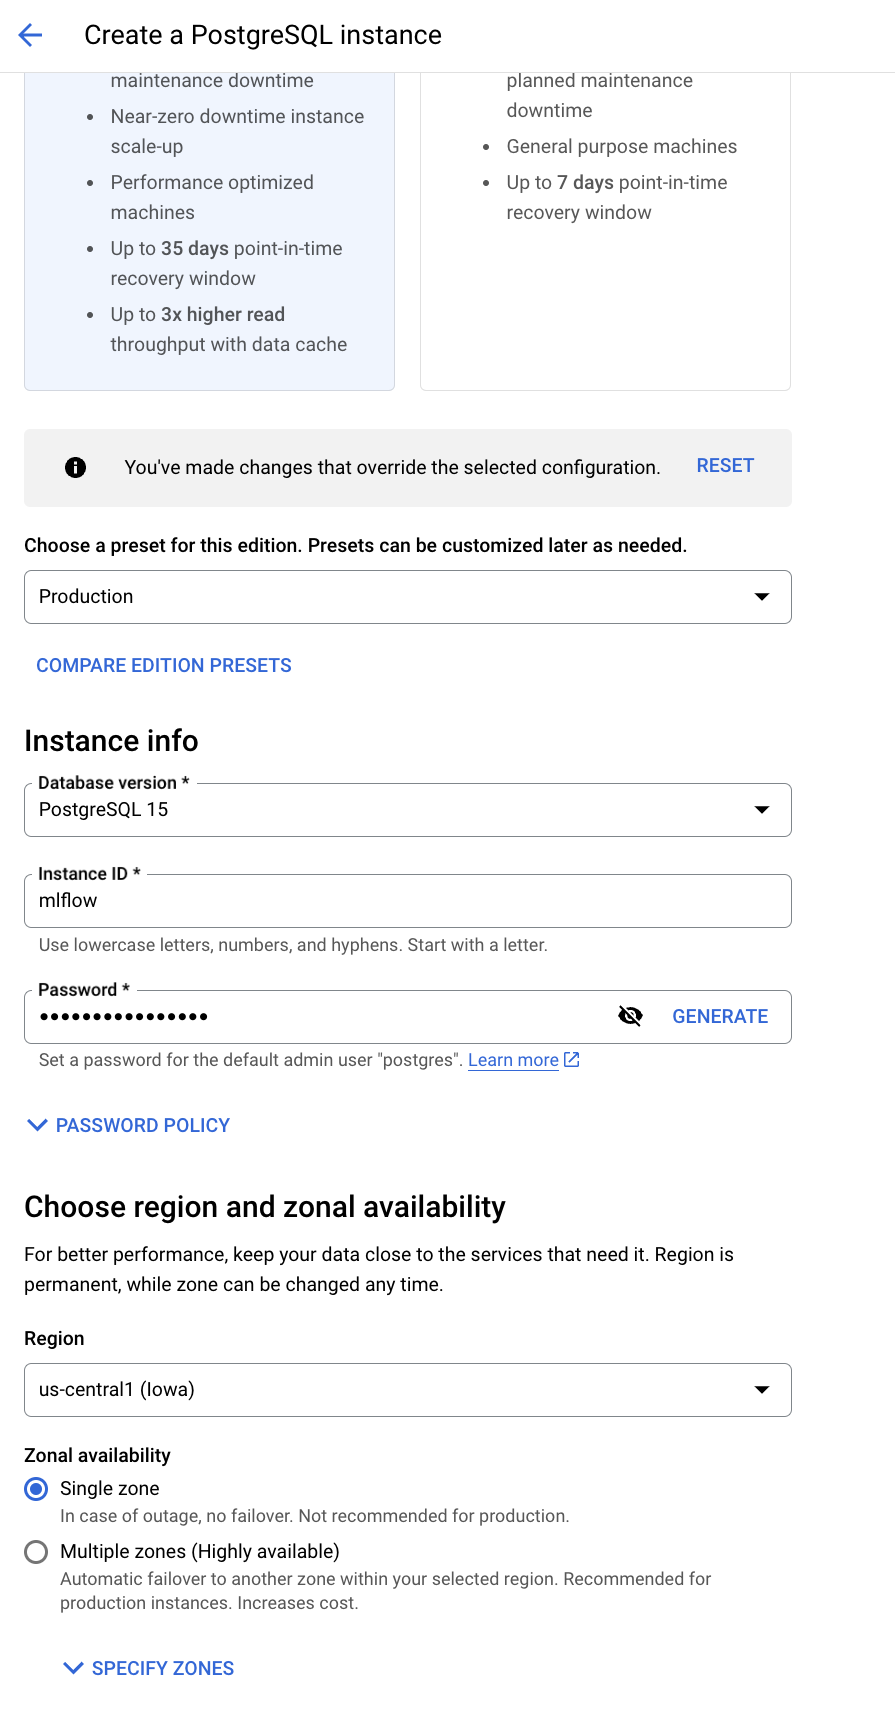 Create a PostgreSQL instance
maintenance downtime
• Near-zero downtime instance
scale-up
• Performance optimized
machines
• Up to 35 days point-in-time
recovery window
• Up to 3x higher read
throughput with data cache
planned maintenance
downtime
• General purpose machines
• Up to 7 days point-in-time
recovery window
You've made changes that override the selected configuration. RESET
Choose a preset for this edition. Presets can be customized later as needed.
Production
COMPARE EDITION PRESETS
Instance info
Database version *
PostgreSQL 15
Instance ID *
mlflow
Use lowercase letters, numbers, and hyphens. Start with a letter.
Password *
•••••••••••••••• GENERATE
Set a password for the default admin user "postgres". Learn more
PASSWORD POLICY
Choose region and zonal availability
For better performance, keep your data close to the services that need it. Region is
permanent, while zone can be changed any time.
Region
us-central1 (Iowa)
Zonal availability
Single zone
In case of outage, no failover. Not recommended for production.
Multiple zones (Highly available)
Automatic failover to another zone within your selected region. Recommended for
production instances. Increases cost.
SPECIFY ZONES